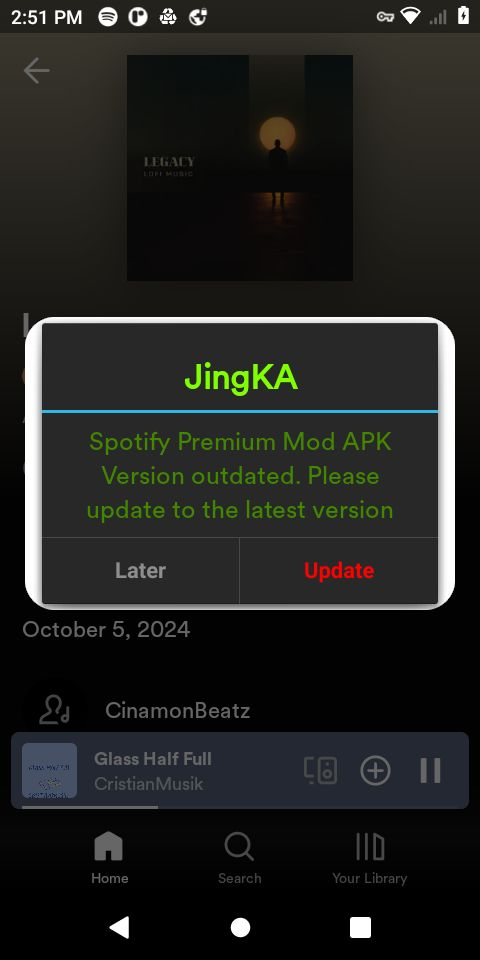 2:51 PM
LEGACY
LOFI MUSIC
JingKA
Spotify Premium Mod APK
Version outdated. Please
update to the latest version
Later
Update
October 5, 2024
CinamonBeatz
Glass Half Full
CristianMusik
Home
Search
Your Library